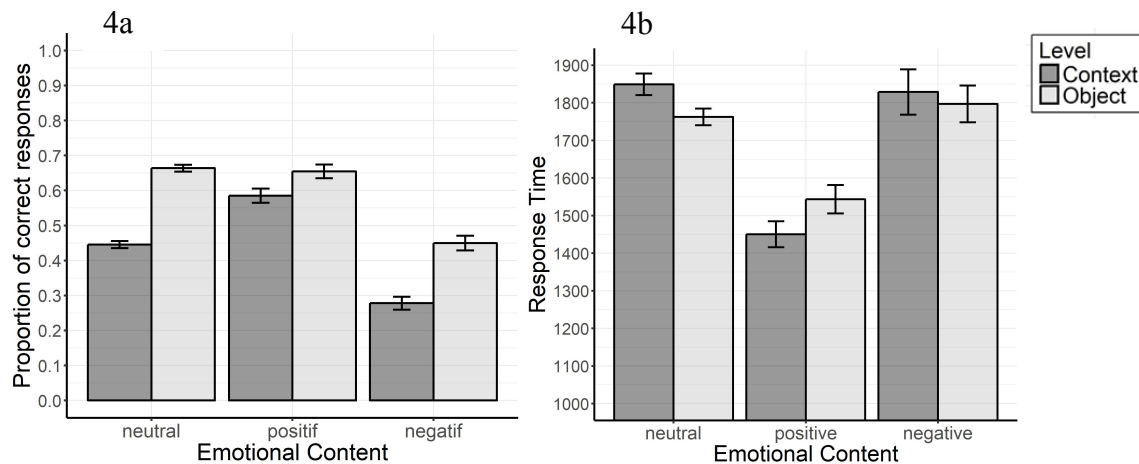 4a
Proportion of correct responses
1.0
0.9
0.8
0.7
0.6
0.5
0.4
0.3
0.2
0.1
0.0
neutral positif negatif
Emotional Content
4b
Response Time
1900
1800
1700
1600
1500
1400
1300
1200
1100
1000
neutral positive negative
Emotional Content
Level
Context
Object